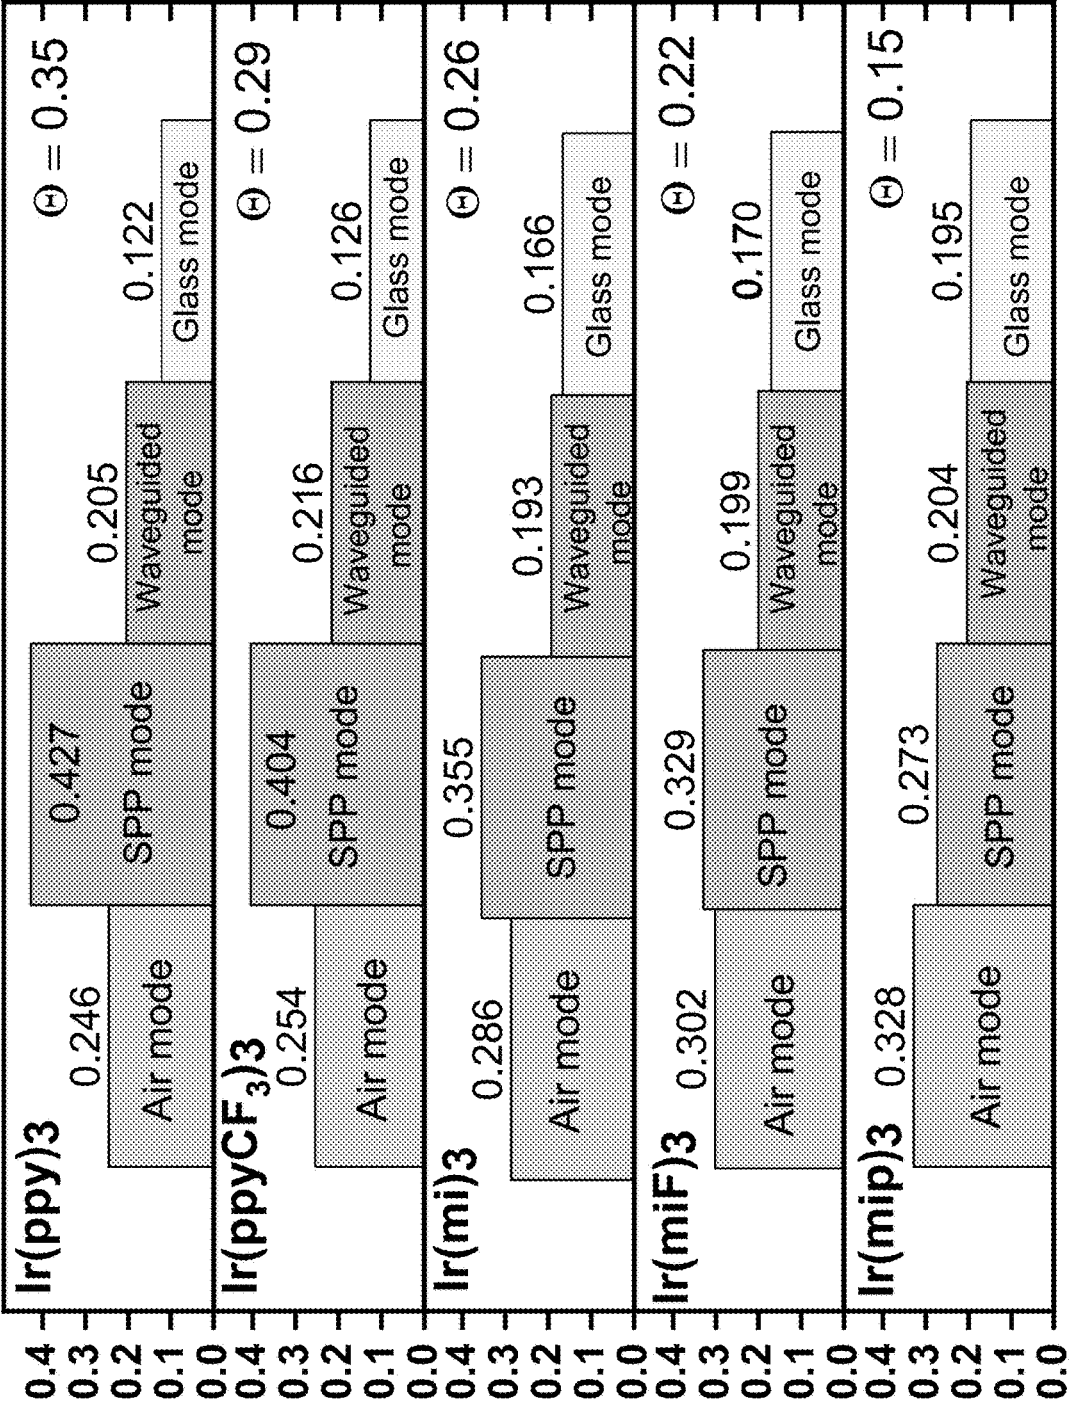 Ir(ppy)3
Θ = 0.35
0.246
0.427
0.205
0.122
Air mode
SPP mode
Waveguided
mode
Glass mode
0.4
0.3
0.2
0.1
0.0
Ir(ppyCF3)3
Θ = 0.29
0.254
0.404
0.216
0.126
Air mode
SPP mode
Waveguided
mode
Glass mode
0.4
0.3
0.2
0.1
0.0
Ir(mi)3
Θ = 0.26
0.286
0.355
0.193
0.166
Air mode
SPP mode
Waveguided
mode
Glass mode
0.4
0.3
0.2
0.1
0.0
Ir(miF)3
Θ = 0.22
0.302
0.329
0.199
0.170
Air mode
SPP mode
Waveguided
mode
Glass mode
0.4
0.3
0.2
0.1
0.0
Ir(mip)3
Θ = 0.15
0.328
0.273
0.204
0.195
Air mode
SPP mode
Waveguided
mode
Glass mode
0.4
0.3
0.2
0.1
0.0